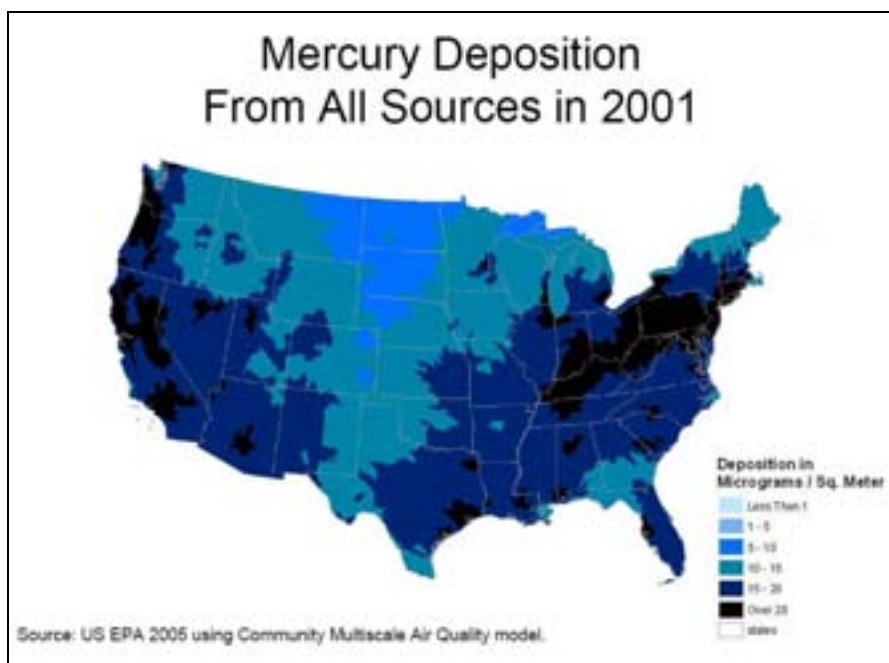 Mercury Deposition
From All Sources in 2001
Deposition in
Micrograms / Sq. Meter
Less Than 1
1 - 5
5 - 10
10 - 15
15 - 20
Over 20
states
Source: US EPA 2005 using Community Multiscale Air Quality model.